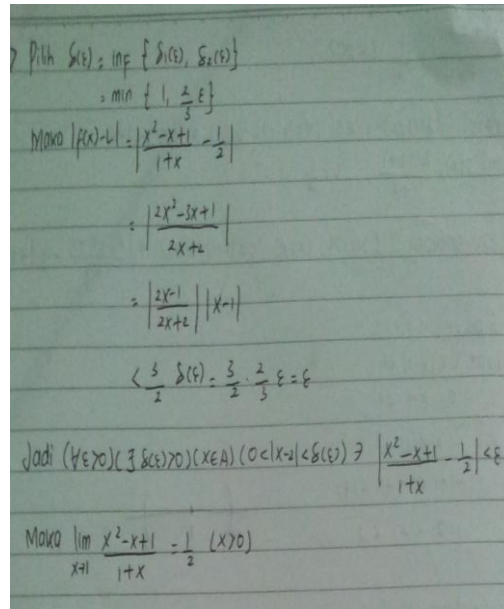 Pilih δ(ε) = inf {δ₁(ε), δ₂(ε)}
= min {1, 2/3 ε}
Maka |f(x)-L| = |(x²-x+1)/(1+x) - 1/2|
= |(2x²-3x+1)/(2x+2)|
= |(2x-1)/(2x+2)| |x-1|
< 3/2 δ(ε) = 3/2 · 2/3 ε = ε
Jadi (∀ε>0)(∃ δ(ε)>0)(x∈A)(0<|x-2|<δ(ε) ∋ |(x²-x+1)/(1+x) - 1/2| < ε
Maka lim x→1 (x²-x+1)/(1+x) = 1/2 (x>0)